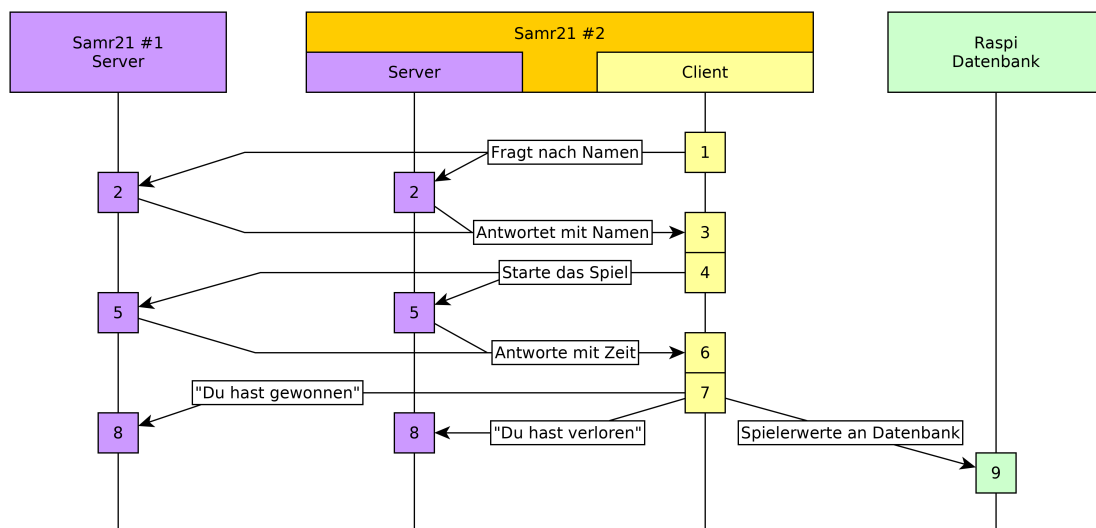 Samr21 #1
Server
Samr21 #2
Server
Client
Raspi
Datenbank
Fragt nach Namen
1
2
2
Antwortet mit Namen
3
Starte das Spiel
4
5
5
Antworte mit Zeit
6
"Du hast gewonnen"
7
8
8
"Du hast verloren"
Spielerwerte an Datenbank
9